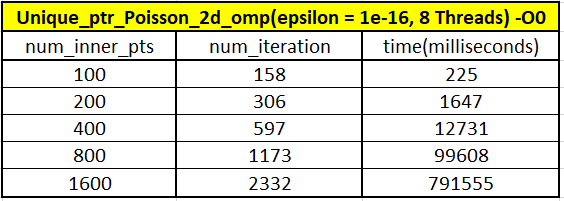 Unique_ptr_Poisson_2d_omp(epsilon = 1e-16, 8 Threads) -O0
num_inner_pts num_iteration time(milliseconds)
100 158 225
200 306 1647
400 597 12731
800 1173 99608
1600 2332 791555